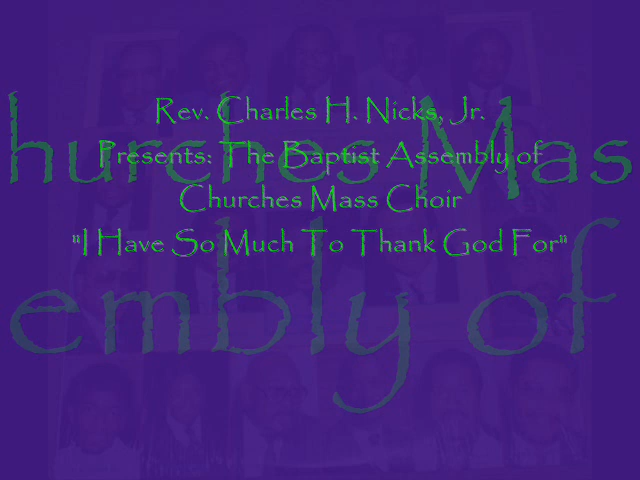 Rev. Charles H. Nicks, Jr.
Presents: The Baptist Assembly of
Churches Mass Choir
"I Have So Much To Thank God For"
hurches Mas
embly of